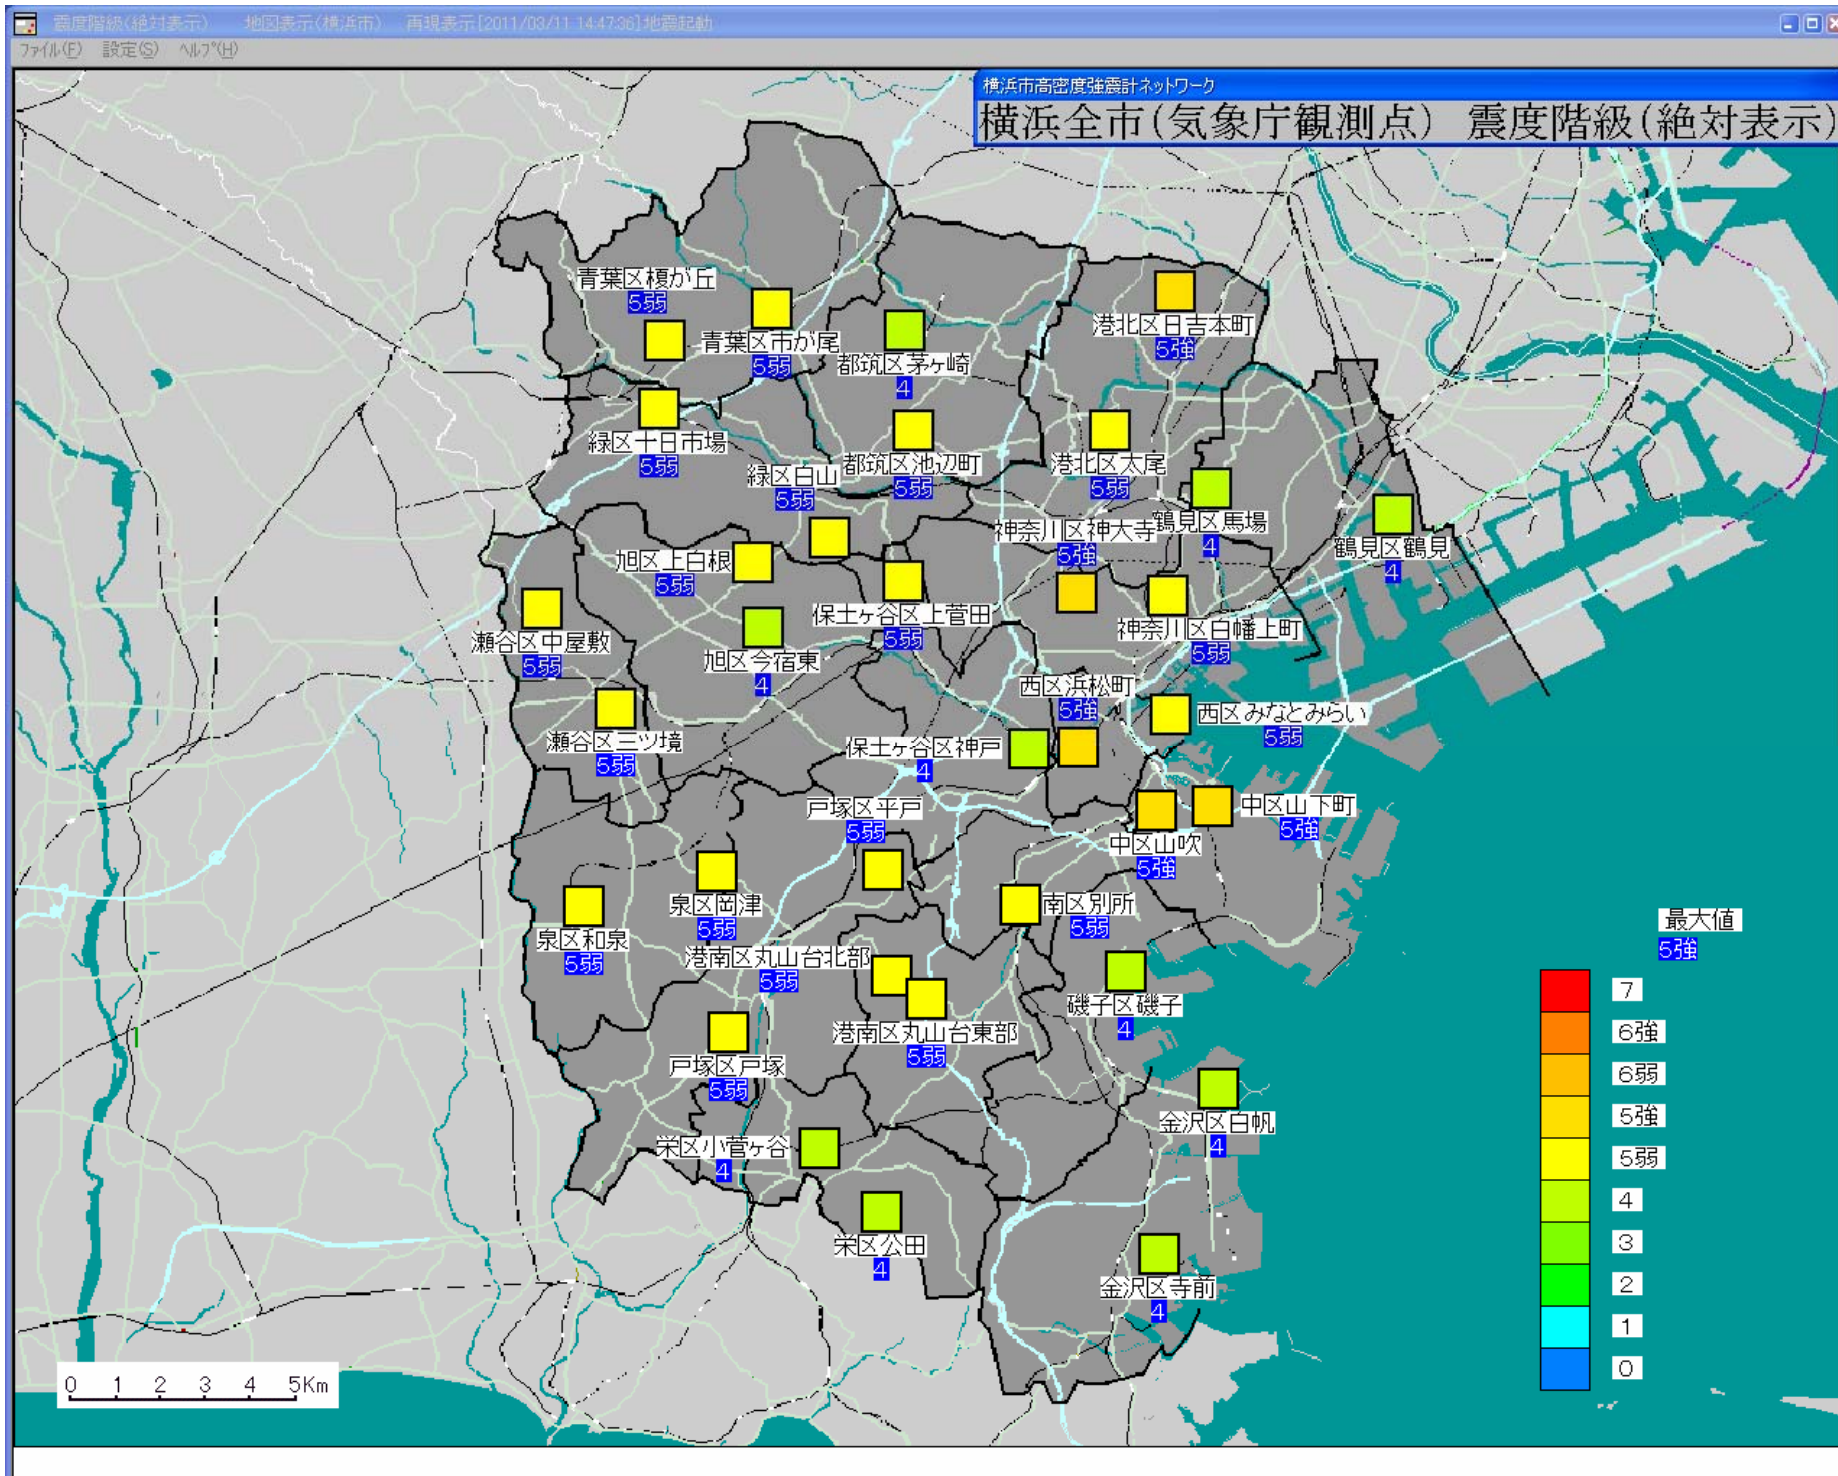 震度階級(絶対表示) 地図表示(横浜市) 再現表示[2011/03/11 14:47:36]地震起動
ファイル(F) 設定(S) ヘルプ(H)
横浜市高密度強震計ネットワーク
横浜全市(気象庁観測点) 震度階級(絶対表示)
青葉区榎が丘
5弱
青葉区市が尾
5弱
都筑区茅ヶ崎
4
港北区日吉本町
5強
緑区十日市場
5弱
緑区白山
5弱
都筑区池辺町
5弱
港北区太尾
5弱
鶴見区馬場
4
鶴見区鶴見
4
神奈川区神大寺
5強
旭区上白根
5弱
保土ヶ谷区上菅田
5弱
神奈川区白幡上町
5弱
瀬谷区中屋敷
5弱
旭区今宿東
4
西区浜松町
5強
西区みなとみらい
5弱
瀬谷区三ツ境
5弱
保土ヶ谷区神戸
4
戸塚区平戸
5弱
中区山下町
5強
中区山吹
5強
泉区岡津
5弱
南区別所
5弱
泉区和泉
5弱
港南区丸山台北部
5弱
港南区丸山台東部
5弱
磯子区磯子
4
戸塚区戸塚
5弱
金沢区白帆
4
栄区小菅ヶ谷
4
栄区公田
4
金沢区寺前
4
最大値
5強
7
6強
6弱
5強
5弱
4
3
2
1
0
0 1 2 3 4 5Km